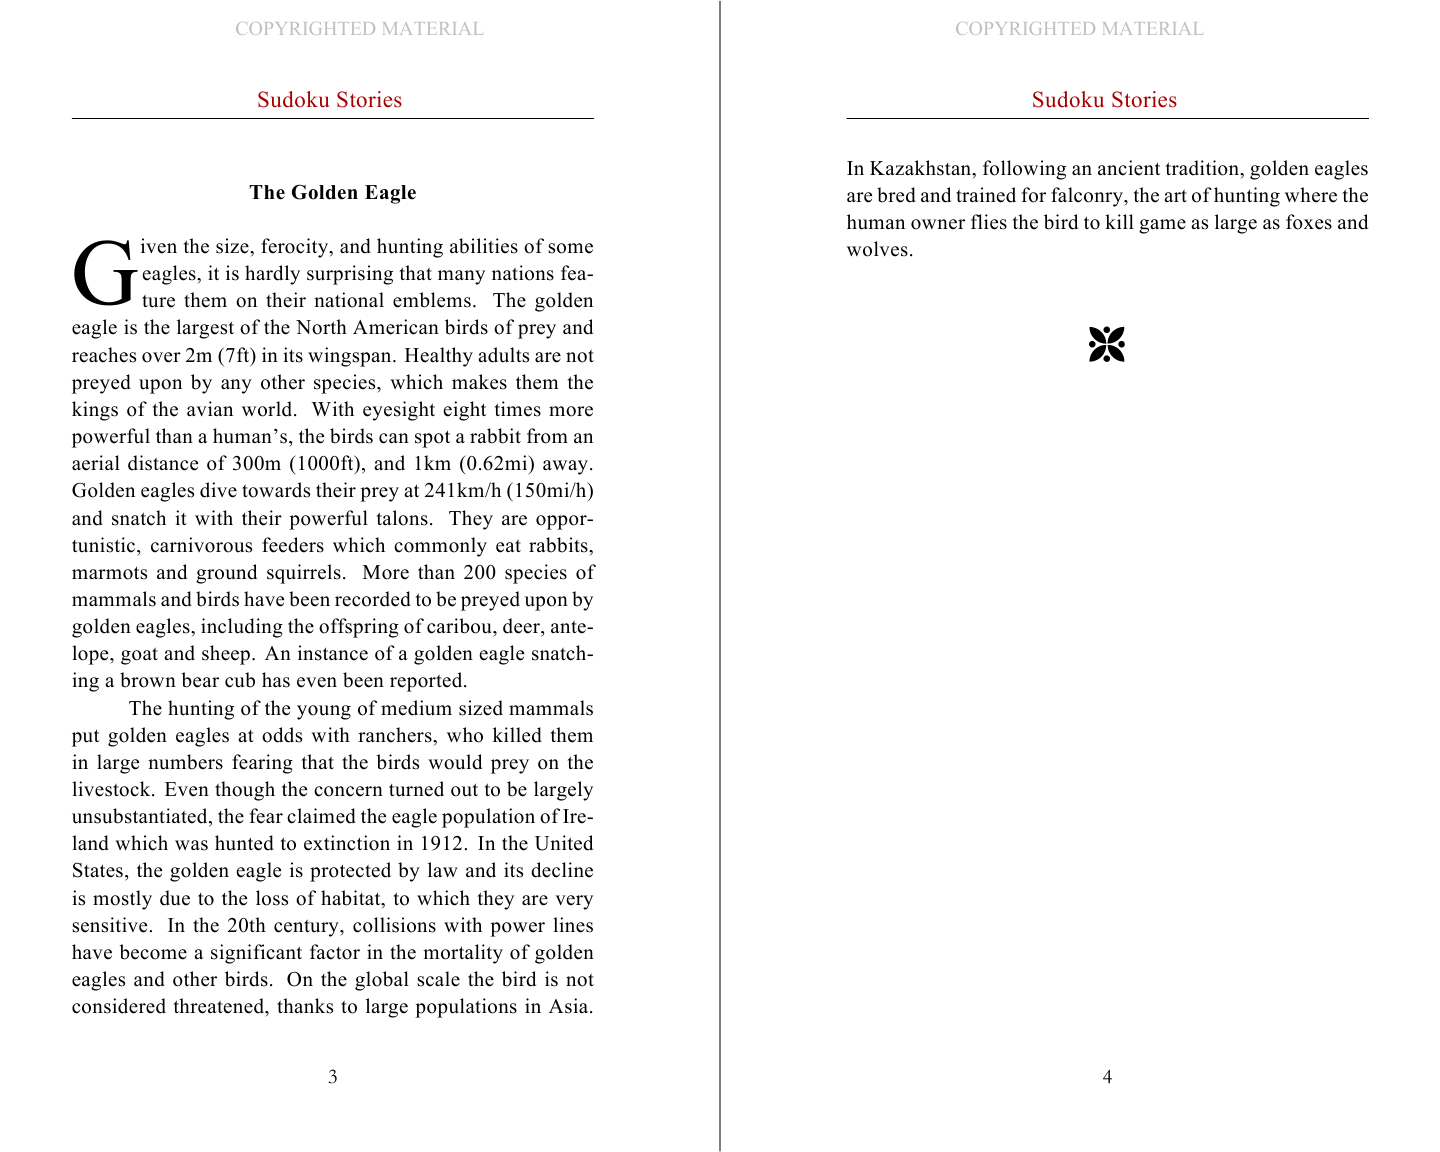 COPYRIGHTED MATERIAL
Sudoku Stories
The Golden Eagle
Given the size, ferocity, and hunting abilities of some
eagles, it is hardly surprising that many nations fea-
ture them on their national emblems. The golden
eagle is the largest of the North American birds of prey and
reaches over 2m (7ft) in its wingspan. Healthy adults are not
preyed upon by any other species, which makes them the
kings of the avian world. With eyesight eight times more
powerful than a human’s, the birds can spot a rabbit from an
aerial distance of 300m (1000ft), and 1km (0.62mi) away.
Golden eagles dive towards their prey at 241km/h (150mi/h)
and snatch it with their powerful talons. They are oppor-
tunistic, carnivorous feeders which commonly eat rabbits,
marmots and ground squirrels. More than 200 species of
mammals and birds have been recorded to be preyed upon by
golden eagles, including the offspring of caribou, deer, ante-
lope, goat and sheep. An instance of a golden eagle snatch-
ing a brown bear cub has even been reported.
The hunting of the young of medium sized mammals
put golden eagles at odds with ranchers, who killed them
in large numbers fearing that the birds would prey on the
livestock. Even though the concern turned out to be largely
unsubstantiated, the fear claimed the eagle population of Ire-
land which was hunted to extinction in 1912. In the United
States, the golden eagle is protected by law and its decline
is mostly due to the loss of habitat, to which they are very
sensitive. In the 20th century, collisions with power lines
have become a significant factor in the mortality of golden
eagles and other birds. On the global scale the bird is not
considered threatened, thanks to large populations in Asia.
3
COPYRIGHTED MATERIAL
Sudoku Stories
In Kazakhstan, following an ancient tradition, golden eagles
are bred and trained for falconry, the art of hunting where the
human owner flies the bird to kill game as large as foxes and
wolves.
4